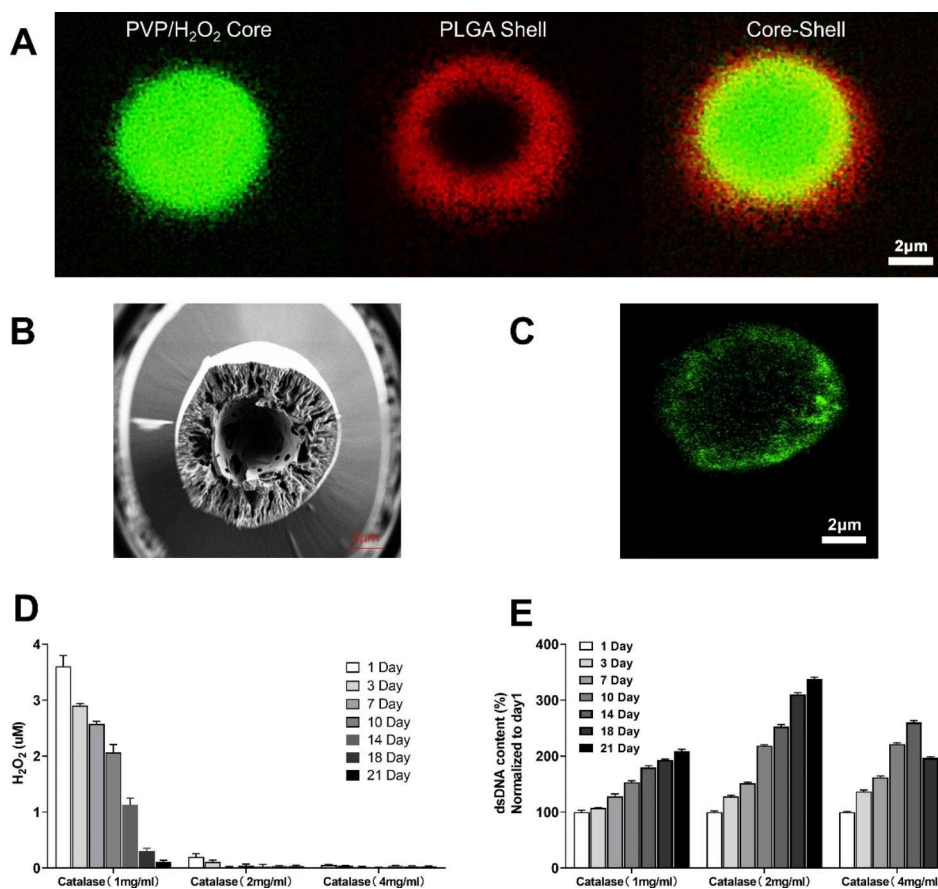 A
PVP/H₂O₂ Core
PLGA Shell
Core-Shell
2μm
B
2μm
C
2μm
D
H₂O₂ (uM)
4
3
2
1
0
1 Day
3 Day
7 Day
10 Day
14 Day
18 Day
21 Day
Catalase（1mg/ml）
Catalase（2mg/ml）
Catalase（4mg/ml）
E
dsDNA content (%)
Normalized to day1
400
300
200
100
0
1 Day
3 Day
7 Day
10 Day
14 Day
18 Day
21 Day
Catalase（1mg/ml）
Catalase（2mg/ml）
Catalase（4mg/ml）